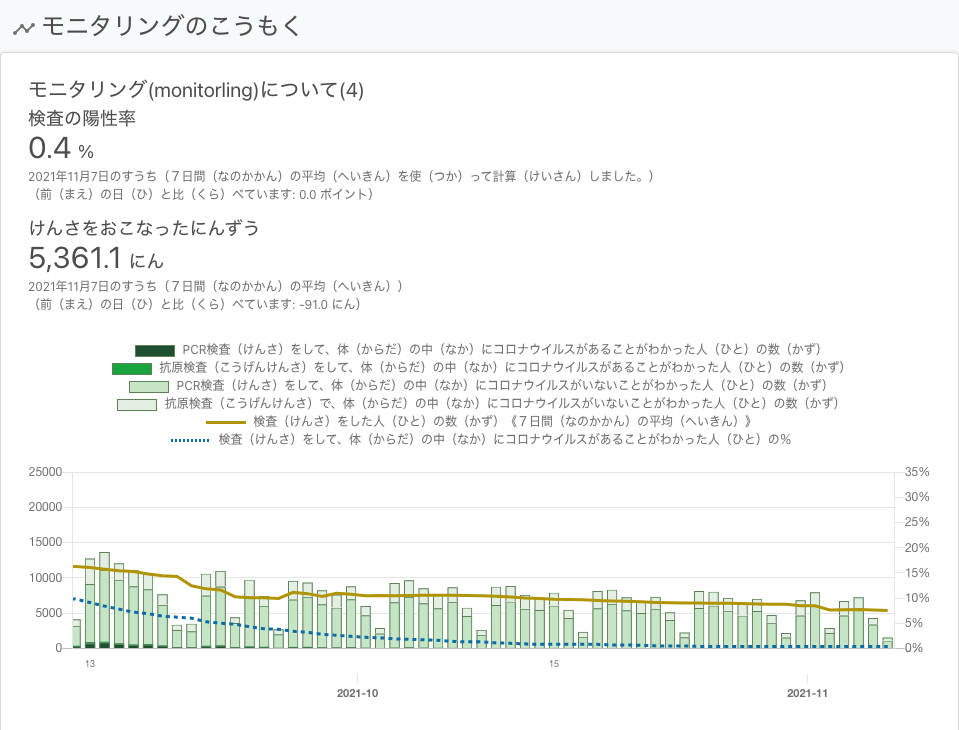 モニタリングのこうもく
モニタリング(monitorling)について(4)
検査の陽性率
0.4 %
2021年11月7日のすうち（７日間（なのかかん）の平均（へいきん）を使（つか）って計算（けいさん）しました。）
（前（まえ）の日（ひ）と比（くら）べています: 0.0 ポイント）
けんさをおこなったにんずう
5,361.1 にん
2021年11月7日のすうち（７日間（なのかかん）の平均（へいきん））
（前（まえ）の日（ひ）と比（くら）べています: -91.0 にん）
PCR検査（けんさ）をして、体（からだ）の中（なか）にコロナウイルスがあることがわかった人（ひと）の数（かず）
抗原検査（こうげんけんさ）をして、体（からだ）の中（なか）にコロナウイルスがあることがわかった人（ひと）の数（かず）
PCR検査（けんさ）をして、体（からだ）の中（なか）にコロナウイルスがいないことがわかった人（ひと）の数（かず）
抗原検査（こうげんけんさ）で、体（からだ）の中（なか）にコロナウイルスがいないことがわかった人（ひと）の数（かず）
検査（けんさ）をした人（ひと）の数（かず）《７日間（なのかかん）の平均（へいきん）》
検査（けんさ）をして、体（からだ）の中（なか）にコロナウイルスがあることがわかった人（ひと）の％
25000 35%
30%
20000
25%
15000
20%
10000 15%
10%
5000
5%
0 0%
13 15
2021-10 2021-11